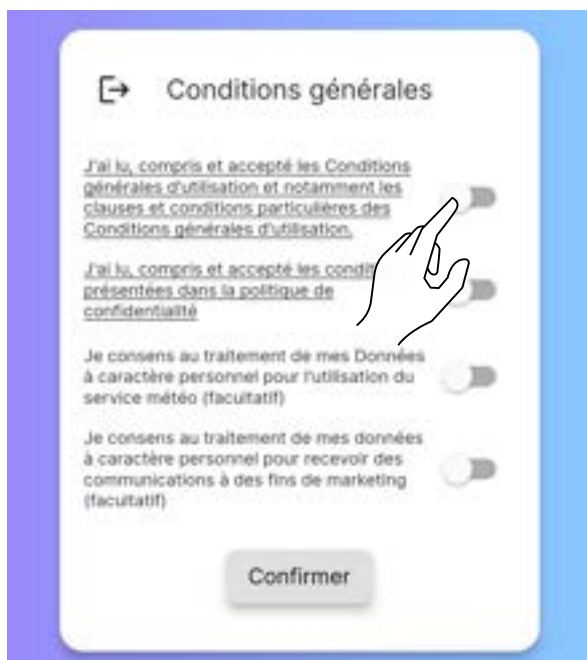 Conditions générales
J'ai lu, compris et accepté les Conditions
générales d'utilisation et notamment les
clauses et conditions particulières des
Conditions générales d'utilisation.
J'ai lu, compris et accepté les
présentées dans la politique de
confidentialité
Je consens au traitement de mes Données
à caractère personnel pour l'utilisation du
service météo (facultatif)
Je consens au traitement de mes données
à caractère personnel pour recevoir des
communications à des fins de marketing
(facultatif)
Confirmer